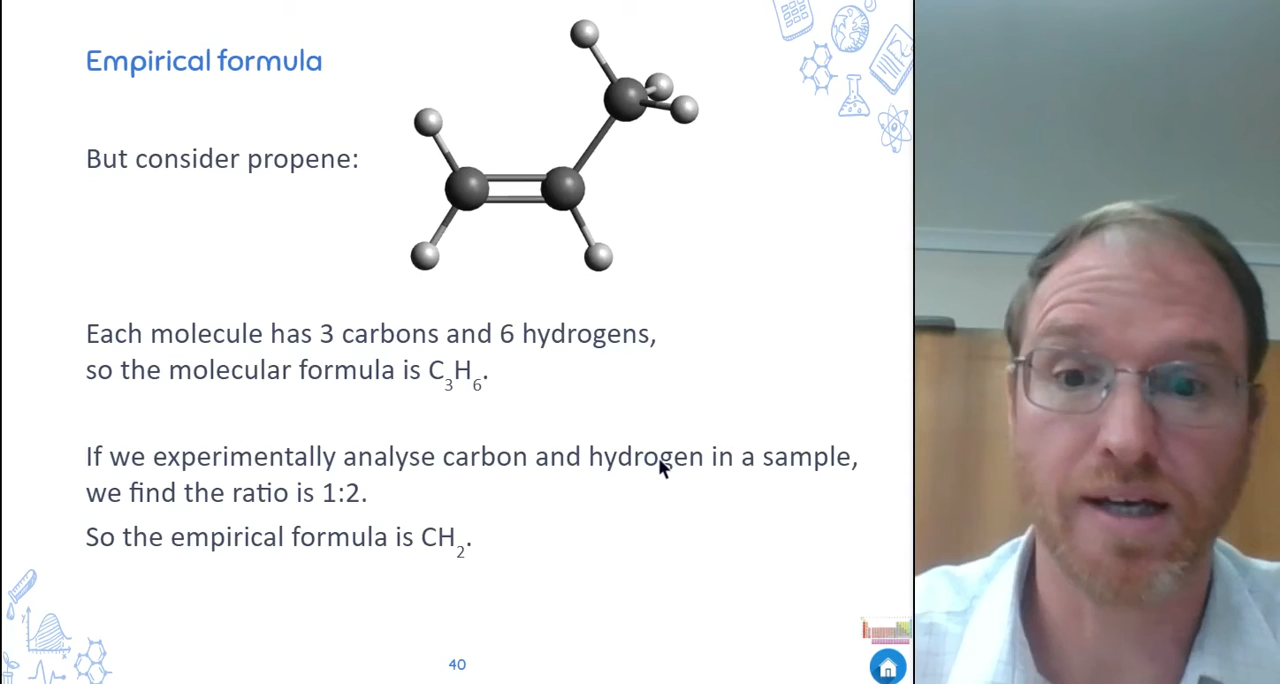 Empirical formula
But consider propene:
Each molecule has 3 carbons and 6 hydrogens,
so the molecular formula is C₃H₆.
If we experimentally analyse carbon and hydrogen in a sample,
we find the ratio is 1:2.
So the empirical formula is CH₂.
40